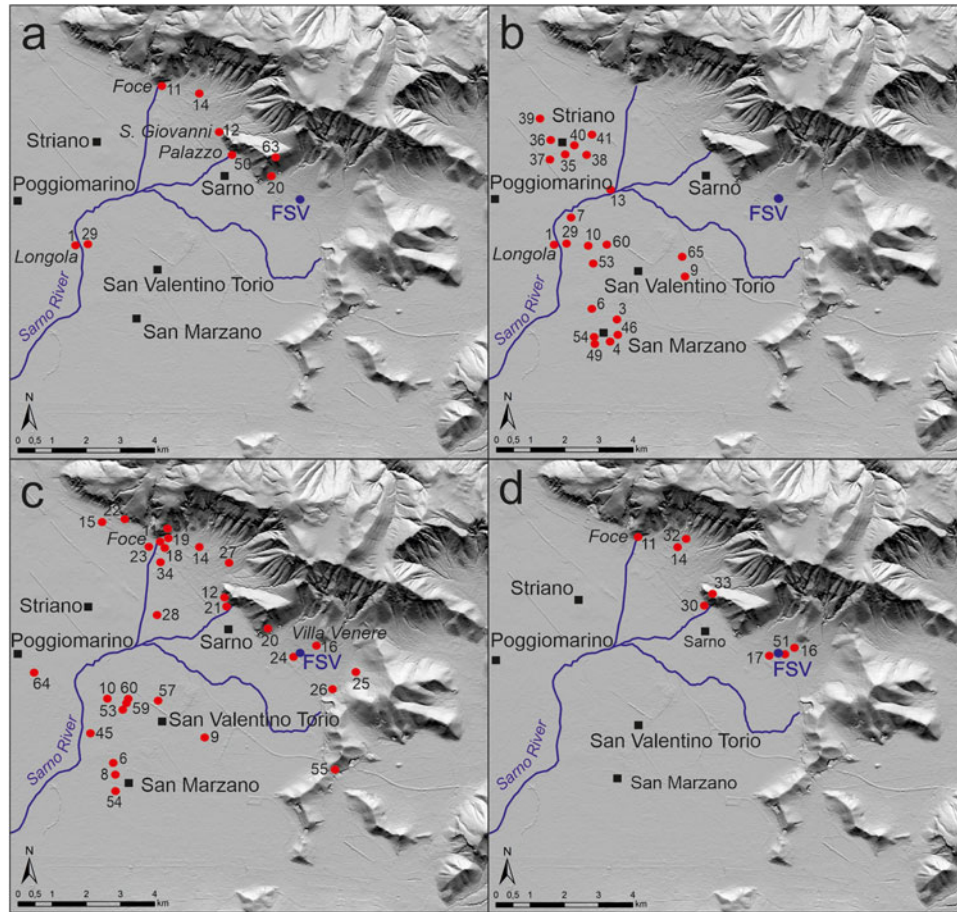 a
Foce
11
14
S. Giovanni
12
Palazzo
50
63
20
Striano
Sarno
FSV
Poggiomarino
1
29
Longola
San Valentino Torio
Sarno River
San Marzano
N
0 0,5 1 2 3 4
km
b
39
Striano
36
40
41
37
35
38
Poggiomarino
Sarno
13
FSV
7
1
29
10
60
Longola
53
65
9
San Valentino Torio
Sarno River
6
3
46
54
49
4
San Marzano
N
0 0,5 1 2 3 4
km
c
15
22
Foce
19
23
18
14
27
34
12
21
28
Striano
Sarno
20
Villa Venere
16
Poggiomarino
24
FSV
64
25
26
10
60
57
53
59
San Valentino Torio
45
9
Sarno River
6
8
54
San Marzano
55
N
0 0,5 1 2 3 4
km
d
Foce
11
32
14
33
30
Striano
Sarno
51
16
Poggiomarino
17
FSV
San Valentino Torio
Sarno River
San Marzano
N
0 0,5 1 2 3 4
km